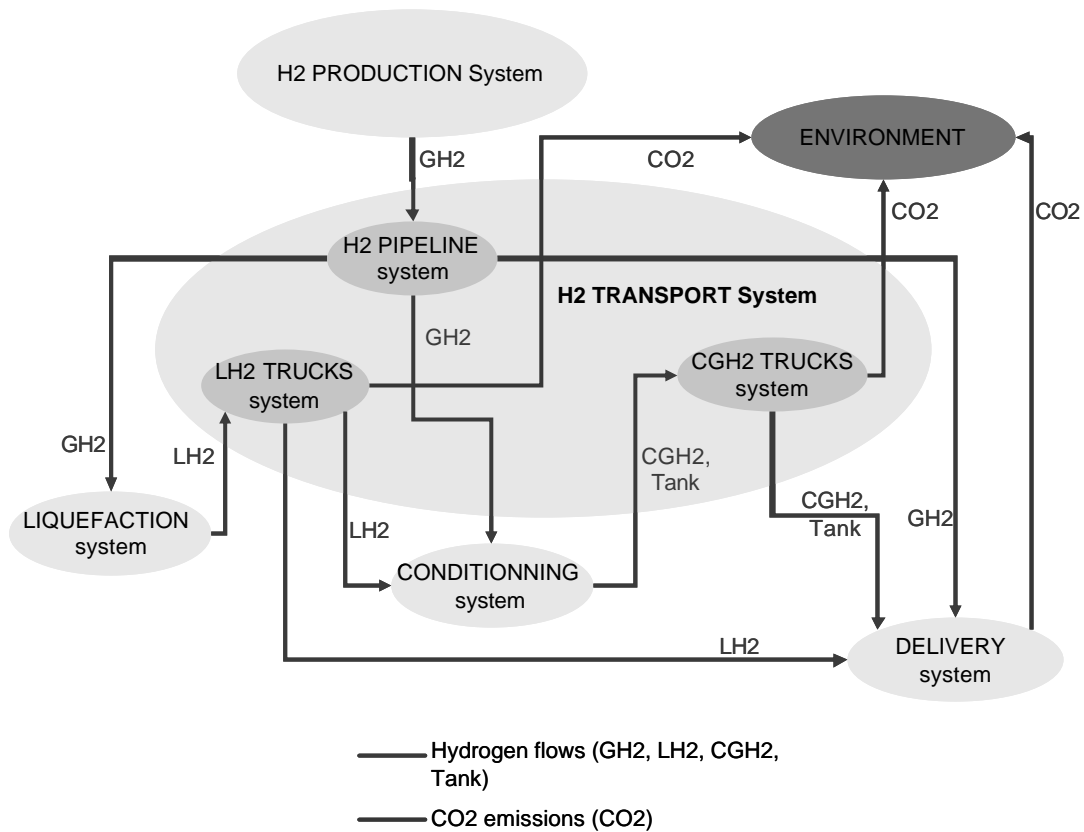 H2 PRODUCTION System
ENVIRONMENT
GH2
CO2
CO2
CO2
H2 PIPELINE
system
H2 TRANSPORT System
GH2
LH2 TRUCKS
system
CGH2 TRUCKS
system
GH2
LH2
CGH2,
Tank
CGH2,
Tank
GH2
LIQUEFACTION
system
LH2
CONDITIONNING
system
LH2
DELIVERY
system
Hydrogen flows (GH2, LH2, CGH2,
Tank)
CO2 emissions (CO2)